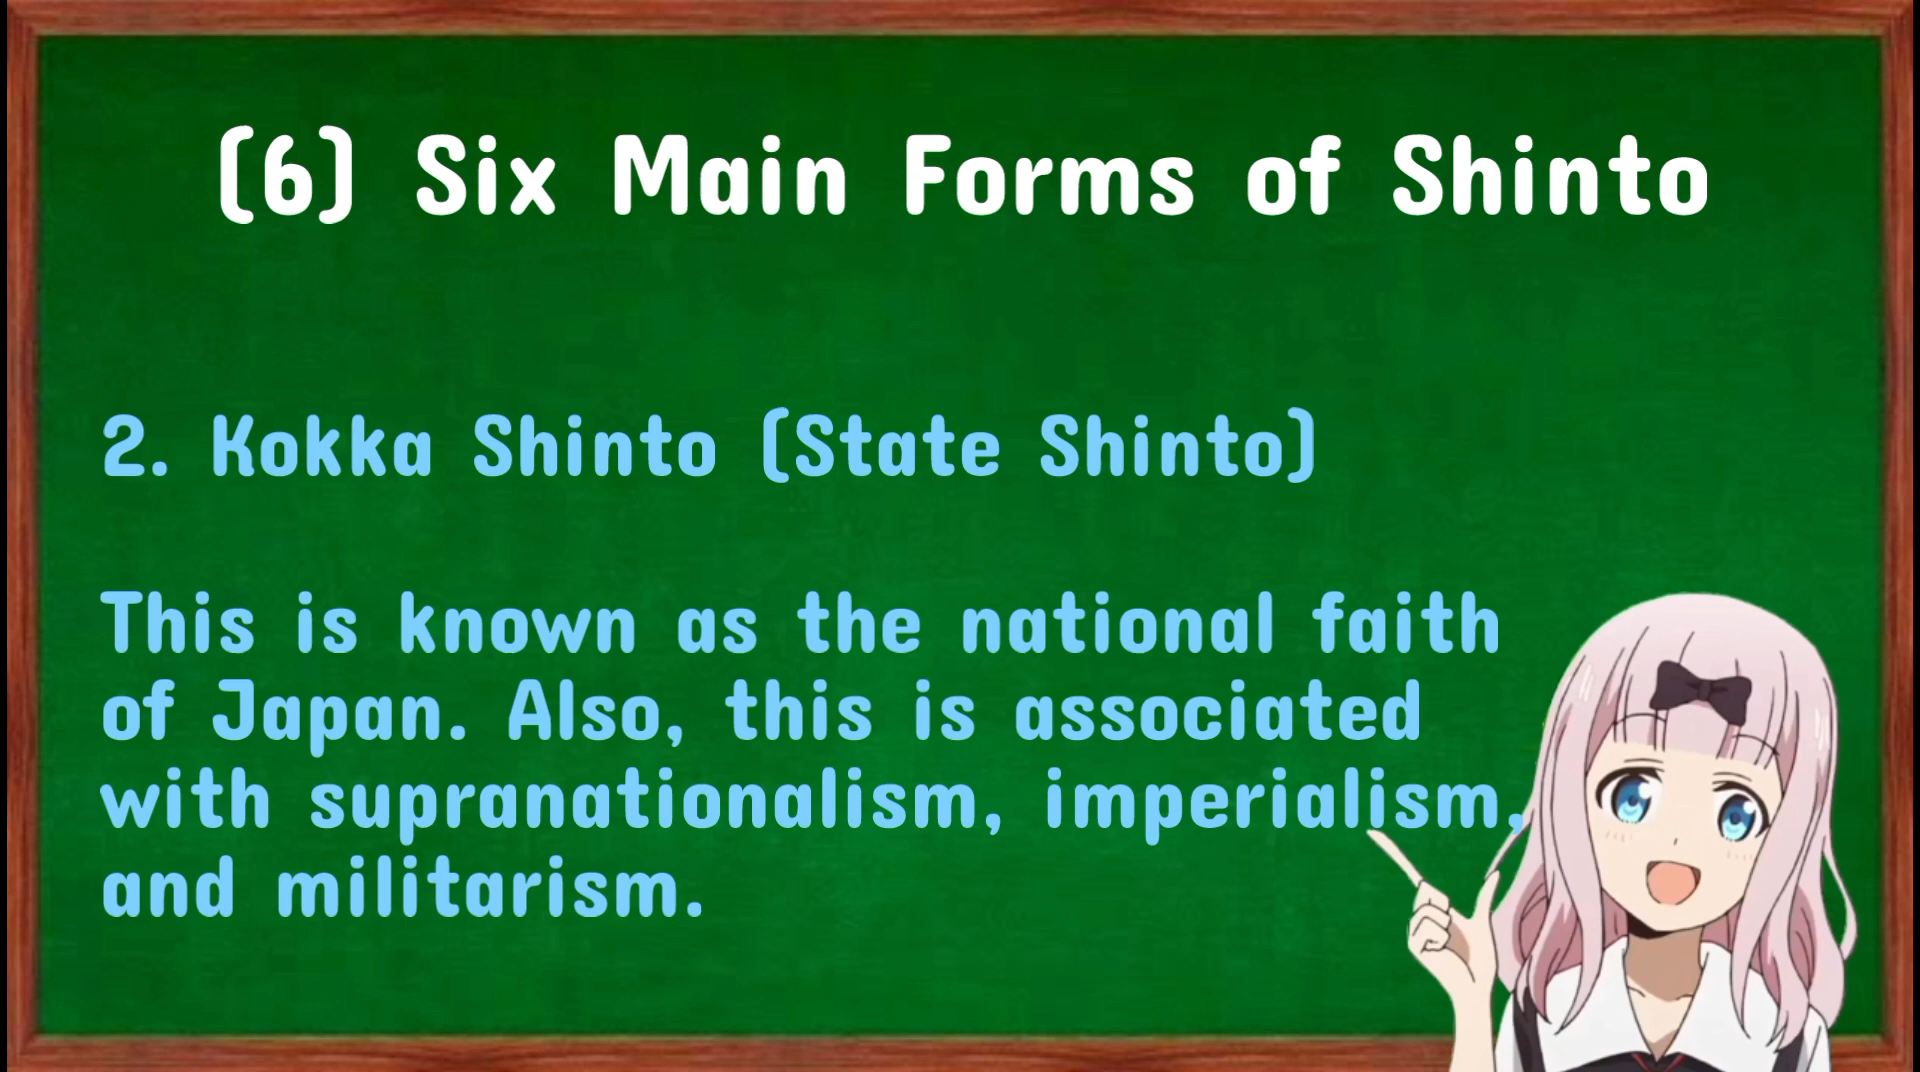 (6) Six Main Forms of Shinto
2. Kokka Shinto (State Shinto)
This is known as the national faith
of Japan. Also, this is associated
with supranationalism, imperialism,
and militarism.